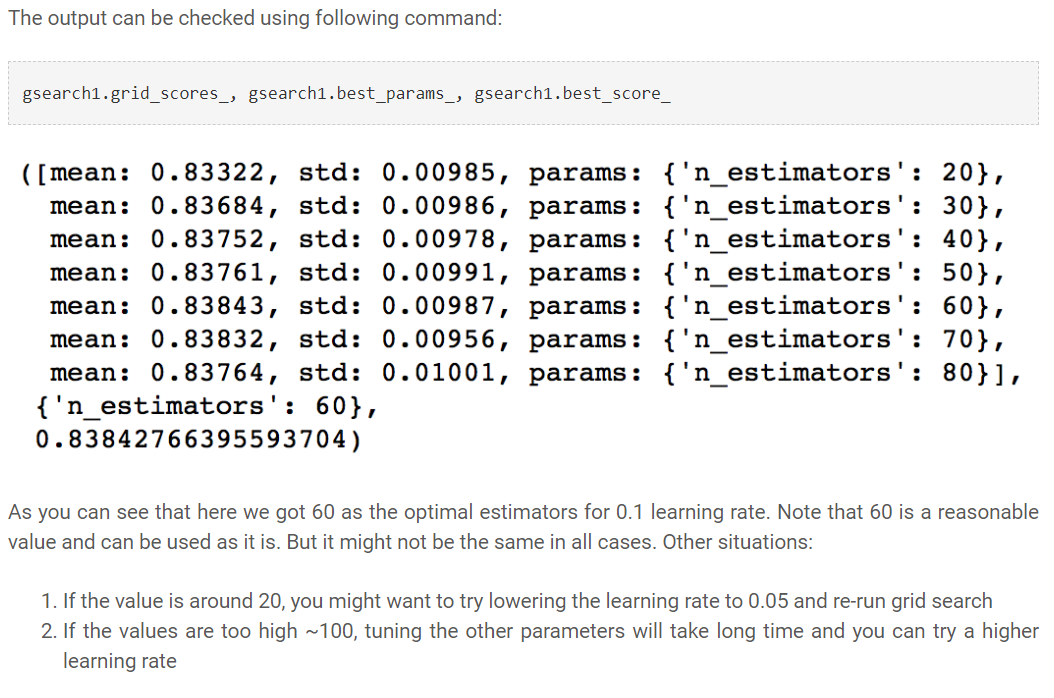 The output can be checked using following command:
gsearch1.grid_scores_, gsearch1.best_params_, gsearch1.best_score_
([mean: 0.83322, std: 0.00985, params: {'n_estimators': 20},
mean: 0.83684, std: 0.00986, params: {'n_estimators': 30},
mean: 0.83752, std: 0.00978, params: {'n_estimators': 40},
mean: 0.83761, std: 0.00991, params: {'n_estimators': 50},
mean: 0.83843, std: 0.00987, params: {'n_estimators': 60},
mean: 0.83832, std: 0.00956, params: {'n_estimators': 70},
mean: 0.83764, std: 0.01001, params: {'n_estimators': 80}],
{'n_estimators': 60},
0.83842766395593704)
As you can see that here we got 60 as the optimal estimators for 0.1 learning rate. Note that 60 is a reasonable
value and can be used as it is. But it might not be the same in all cases. Other situations:
1. If the value is around 20, you might want to try lowering the learning rate to 0.05 and re-run grid search
2. If the values are too high ~100, tuning the other parameters will take long time and you can try a higher
learning rate